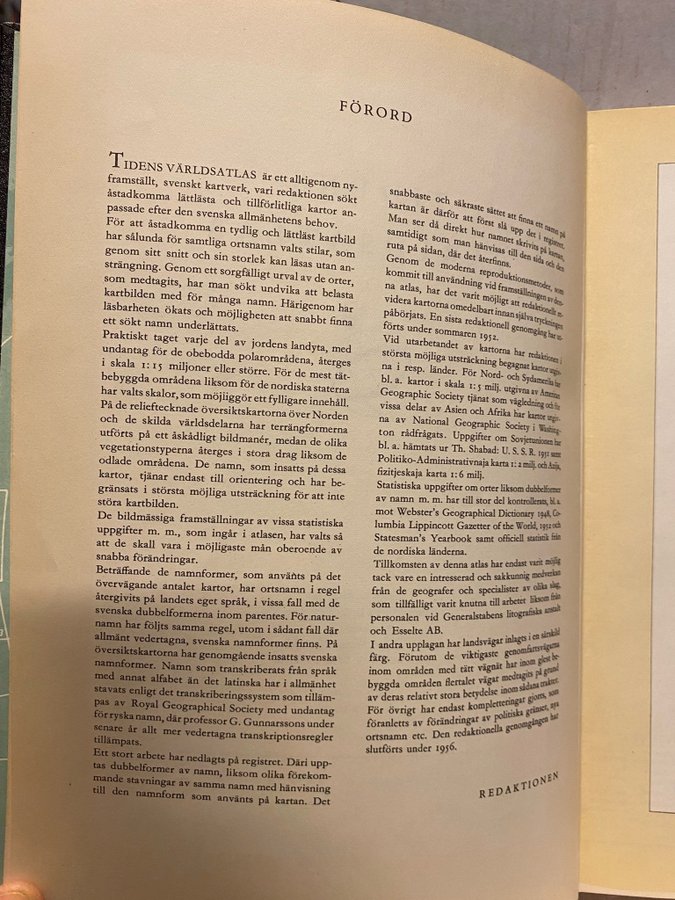 FÖRORD
TIDENS VÄRLDSATLAS är ett alltigenom ny-
framställt, svenskt kartverk, vari redaktionen sökt
åstadkomma lättlästa och tillförlitliga kartor an-
passade efter den svenska allmänhetens behov.
För att åstadkomma en tydlig och lättläst kartbild
har sålunda för samtliga ortsnamn valts stilar, som
genom sitt snitt och sin storlek kan läsas utan an-
strängning. Genom ett sorgfälligt urval av de orter,
som medtagits, har man sökt undvika att belasta
kartbilden med för många namn. Härigenom har
läsbarheten ökats och möjligheten att snabbt finna
ett sökt namn underlättats.
Praktiskt taget varje del av jordens landyta, med
undantag för de obebodda polarområdena, återges
i skala 1:15 miljoner eller större. För de mest tät-
bebyggda områdena liksom för de nordiska staterna
har valts skalor, som möjliggör ett fylligare innehåll.
På de relieftecknade översiktskartorna över Norden
och de skilda världsdelarna har terrängformerna
utförts på ett åskådligt bildmanér, medan de olika
vegetationstyperna återges i stora drag liksom de
odlade områdena. De namn, som insatts på dessa
kartor, tjänar endast till orientering och har be-
gränsats i största möjliga utsträckning för att inte
störa kartbilden.
De bildmässiga framställningar av vissa statistiska
uppgifter m. m., som ingår i atlasen, har valts så
att de skall vara i möjligaste mån oberoende av
snabba förändringar.
Beträffande de namnformer, som använts på det
övervägande antalet kartor, har ortsnamn i regel
återgivits på landets eget språk, i vissa fall med de
svenska dubbelformerna inom parentes. För natur-
namn har följts samma regel, utom i sådant fall där
allmänt vedertagna, svenska namnformer finns. På
översiktskartorna har genomgående insatts svenska
namnformer. Namn som transkriberats från språk
med annat alfabet än det latinska har i allmänhet
stavats enligt det transkriberingssystem som tilläm-
pas av Royal Geographical Society med undantag
för ryska namn, där professor G. Gunnarssons under
senare år allt mer vedertagna transkriptionsregler
tillämpats.
Ett stort arbete har nedlagts på registret. Däri upp-
tas dubbelformer av namn, liksom olika förekom-
mande stavningar av samma namn med hänvisning
till den namnform som använts på kartan. Det
snabbaste och säkraste sättet att finna ett namn på
kartan är därför att först slå upp det i registret.
Man ser då direkt hur namnet skrivits på kartan,
samtidigt som man hänvisas till den sida och den
ruta på sidan, där det återfinns.
Genom de moderna reproduktionsmetoder, som
kommit till användning vid framställningen av den-
na atlas, har det varit möjligt att redaktionellt re-
videra kartorna omedelbart innan själva tryckningen
påbörjats. En sista redaktionell genomgång har ut-
förts under sommaren 1952.
Vid utarbetandet av kartorna har redaktionen i
största möjliga utsträckning begagnat kartor utgiv-
na i resp. länder. För Nord- och Sydamerika har
bl. a. kartor i skala 1:5 milj. utgivna av American
Geographic Society tjänat som vägledning och för
vissa delar av Asien och Afrika har kartor utgiv-
na av National Geographic Society i Washing-
ton rådfrågats. Uppgifter om Sovjetunionen har
bl. a. hämtats ur Th. Shabad: U. S. S. R. 1951 samt
Politiko-Administrativnaja karta 1:2 milj. och Azija,
fizitjeskaja karta 1:6 milj.
Statistiska uppgifter om orter liksom dubbelformer
av namn m. m. har till stor del kontrollerats, bl. a.
mot Webster's Geographical Dictionary 1948, Co-
lumbia Lippincott Gazetter of the World, 1952 och
Statesman's Yearbook samt officiell statistik från
de nordiska länderna.
Tillkomsten av denna atlas har endast varit möjlig
tack vare en intresserad och sakkunnig medverkan
från de geografer och specialister av olika slag,
som tillfälligt varit knutna till arbetet liksom från
personalen vid Generalstabens litografiska anstalt
och Esselte AB.
I andra upplagan har landsvägar inlagts i en särskild
färg. Förutom de viktigaste genomfartsvägarna
inom områden med tätt vägnät har inom glest be-
byggda områden flertalet vägar medtagits på grund
av deras relativt stora betydelse inom sådana trakter.
För övrigt har endast kompletteringar gjorts, som
föranletts av förändringar av politiska gränser, nya
ortsnamn etc. Den redaktionella genomgången har
slutförts under 1956.
REDAKTIONEN